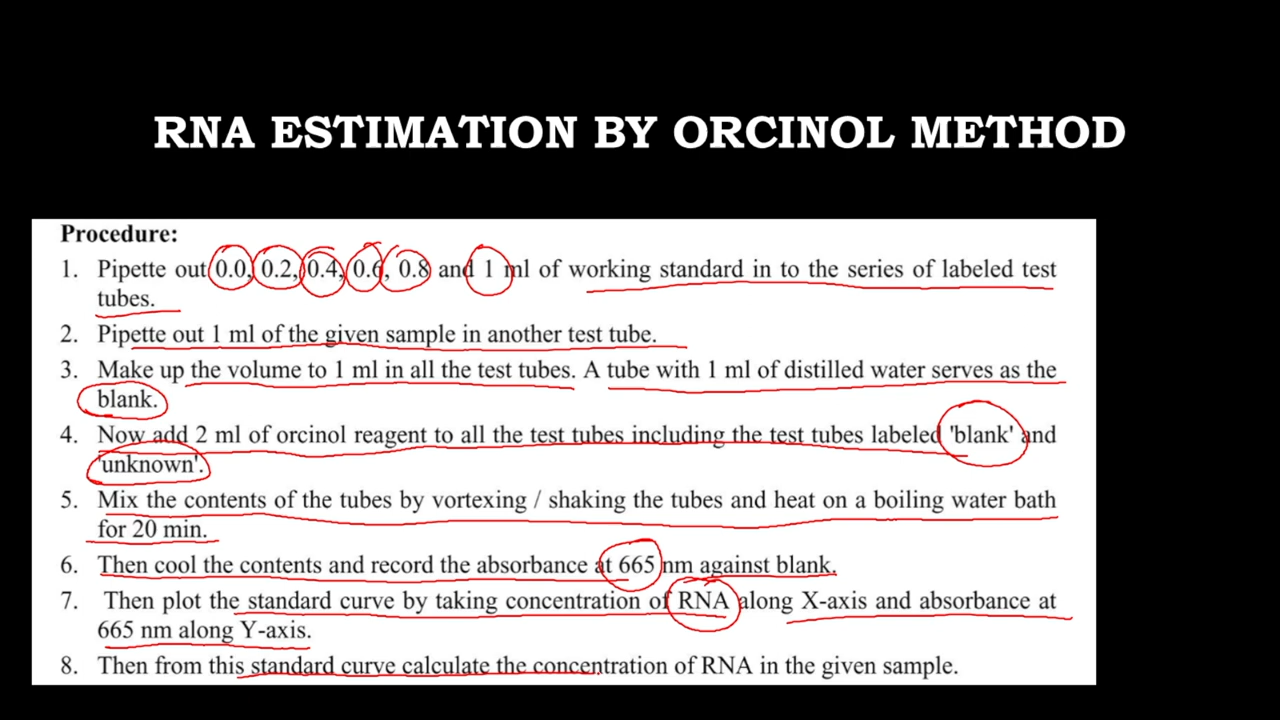 RNA ESTIMATION BY ORCINOL METHOD
Procedure:
1. Pipette out 0.0, 0.2, 0.4, 0.6, 0.8 and 1 ml of working standard in to the series of labeled test
tubes.
2. Pipette out 1 ml of the given sample in another test tube.
3. Make up the volume to 1 ml in all the test tubes. A tube with 1 ml of distilled water serves as the
blank.
4. Now add 2 ml of orcinol reagent to all the test tubes including the test tubes labeled 'blank' and
'unknown'.
5. Mix the contents of the tubes by vortexing / shaking the tubes and heat on a boiling water bath
for 20 min.
6. Then cool the contents and record the absorbance at 665 nm against blank.
7. Then plot the standard curve by taking concentration of RNA along X-axis and absorbance at
665 nm along Y-axis.
8. Then from this standard curve calculate the concentration of RNA in the given sample.